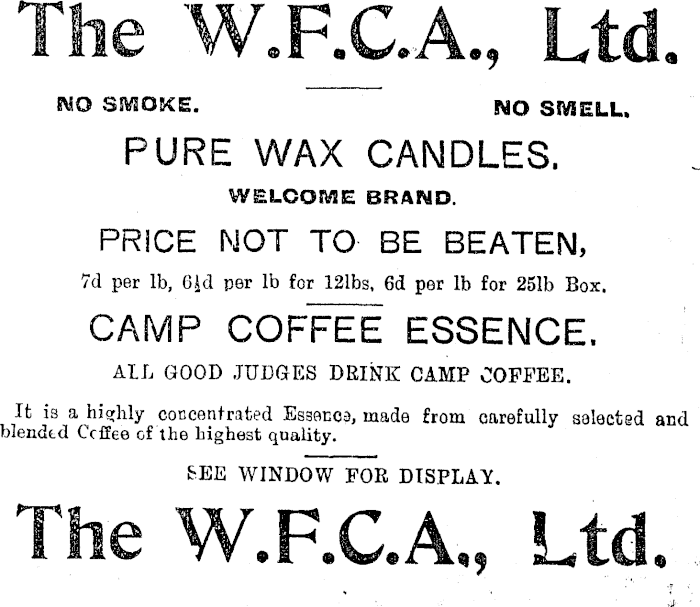 The W.F.C.A., Ltd.
NO SMOKE. NO SMELL.
PURE WAX CANDLES.
WELCOME BRAND.
PRICE NOT TO BE BEATEN,
7d per lb, 6½d per lb for 12lbs, 6d per lb for 25lb Box.
CAMP COFFEE ESSENCE.
ALL GOOD JUDGES DRINK CAMP COFFEE.
It is a highly concentrated Essence, made from carefully selected and
blended Coffee of the highest quality.
SEE WINDOW FOR DISPLAY.
The W.F.C.A., Ltd.